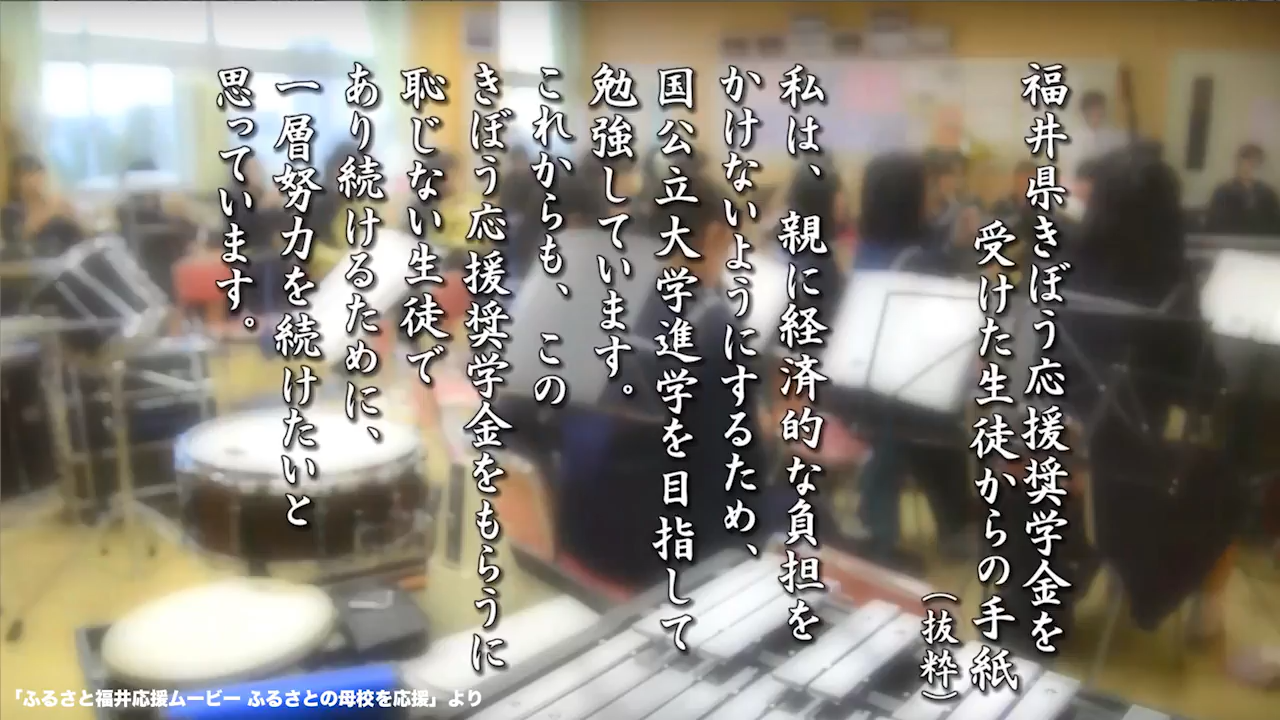 福井県きぼう応援奨学金を
受けた生徒からの手紙
（抜粋）
私は、親に経済的な負担を
かけないようにするため、
国公立大学進学を目指して
勉強しています。
これからも、この
きぼう応援奨学金をもらうに
恥じない生徒で
あり続けるために、
一層努力を続けたいと
思っています。
「ふるさと福井応援ムービー ふるさとの母校を応援」より